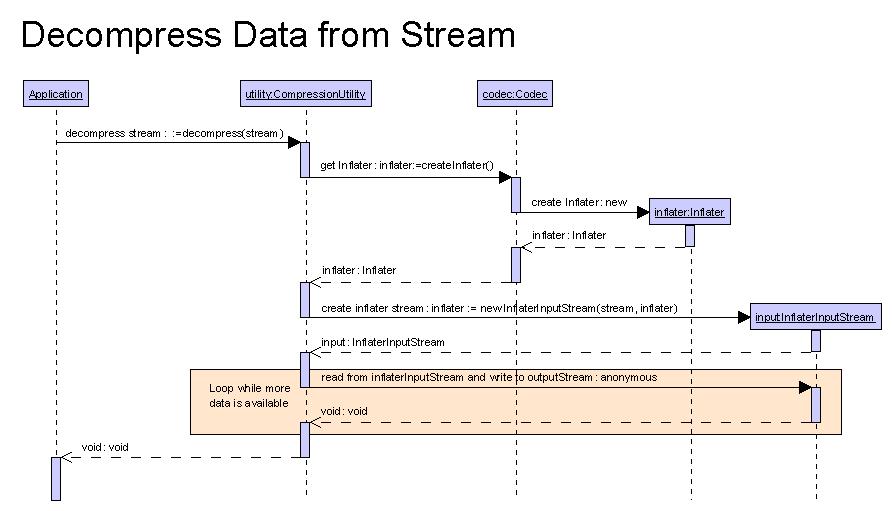 Decompress Data from Stream
Application
utility:CompressionUtility
codec:Codec
decompress stream : :=decompress(stream)
get Inflater : inflater:=createInflater()
create Inflater : new
inflater:Inflater
inflater : Inflater
inflater : Inflater
create inflater stream : inflater := newInflaterInputStream(stream, inflater)
input:InflaterInputStream
input : InflaterInputStream
read from inflaterInputStream and write to outputStream : anonymous
Loop while more
data is available
void : void
void : void